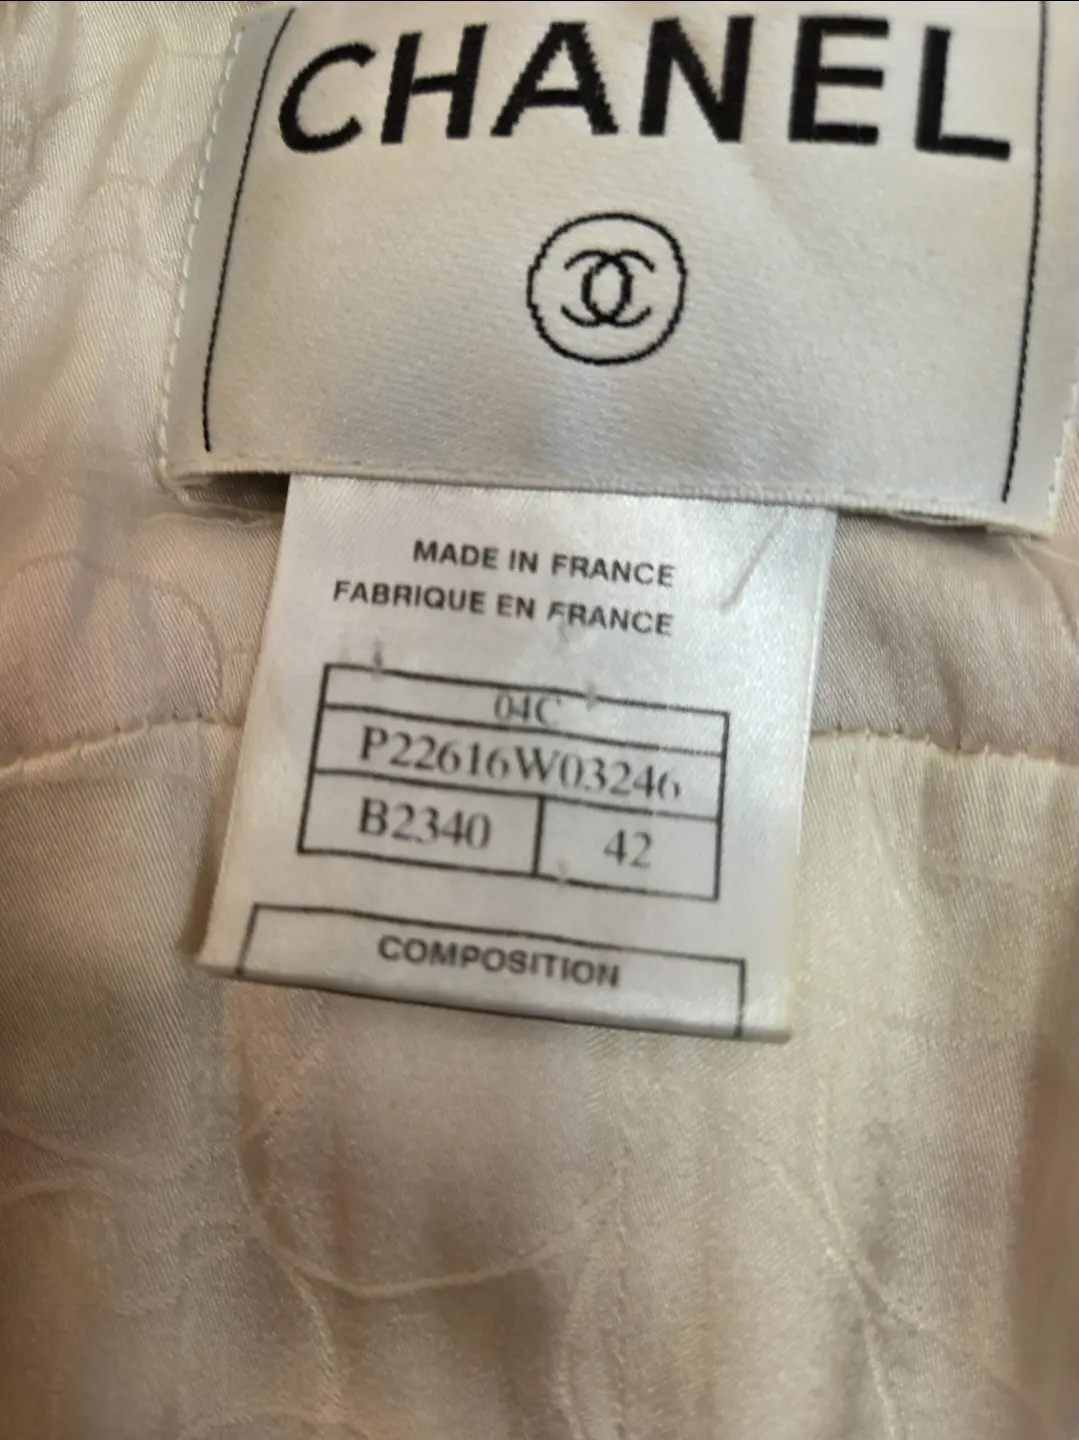 CHANEL
MADE IN FRANCE
FABRIQUE EN FRANCE
04C
P22616W03246
B2340 42
COMPOSITION